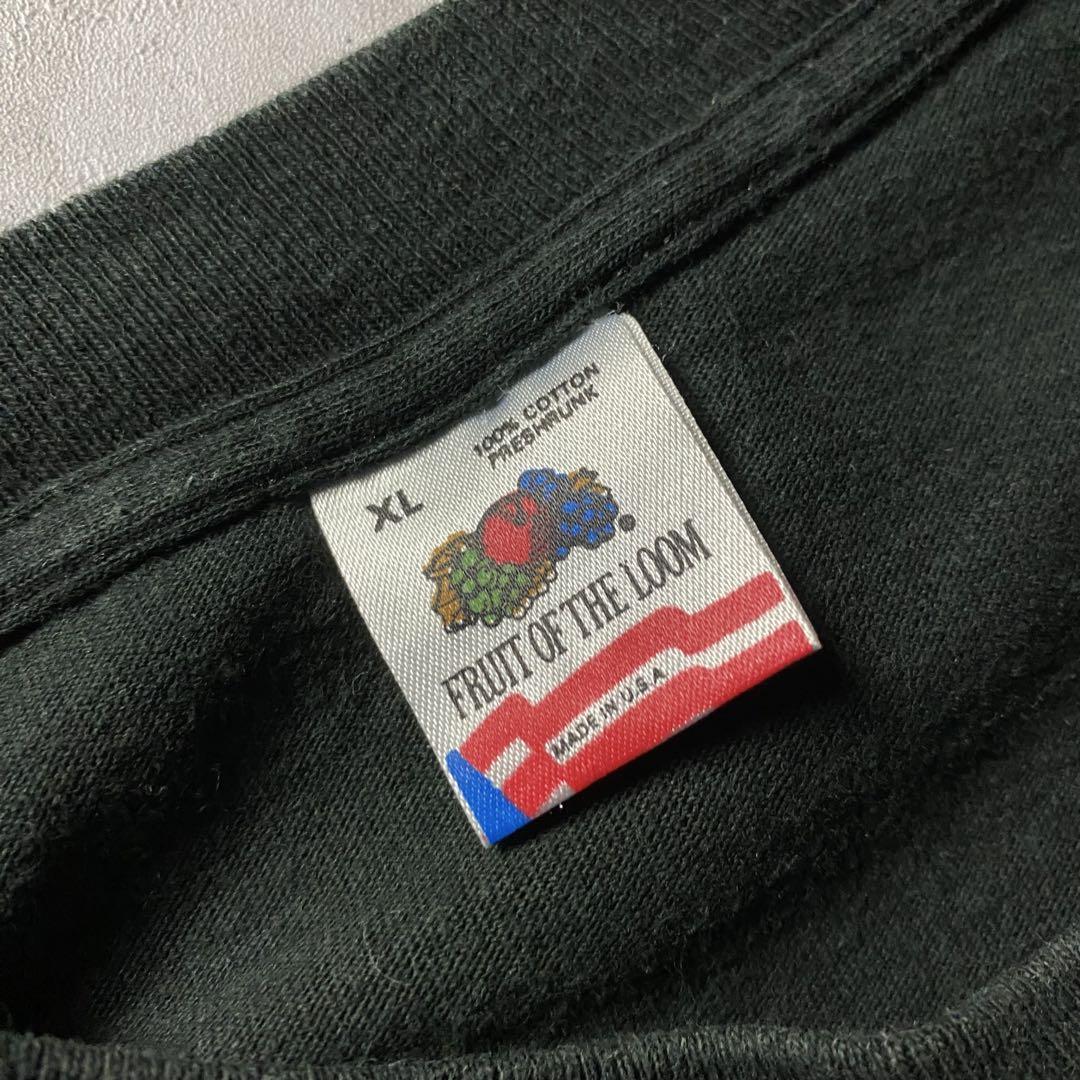 100% COTTON
PRESHRUNK
XL
®
FRUIT OF THE LOOM
MADE IN U.S.A.